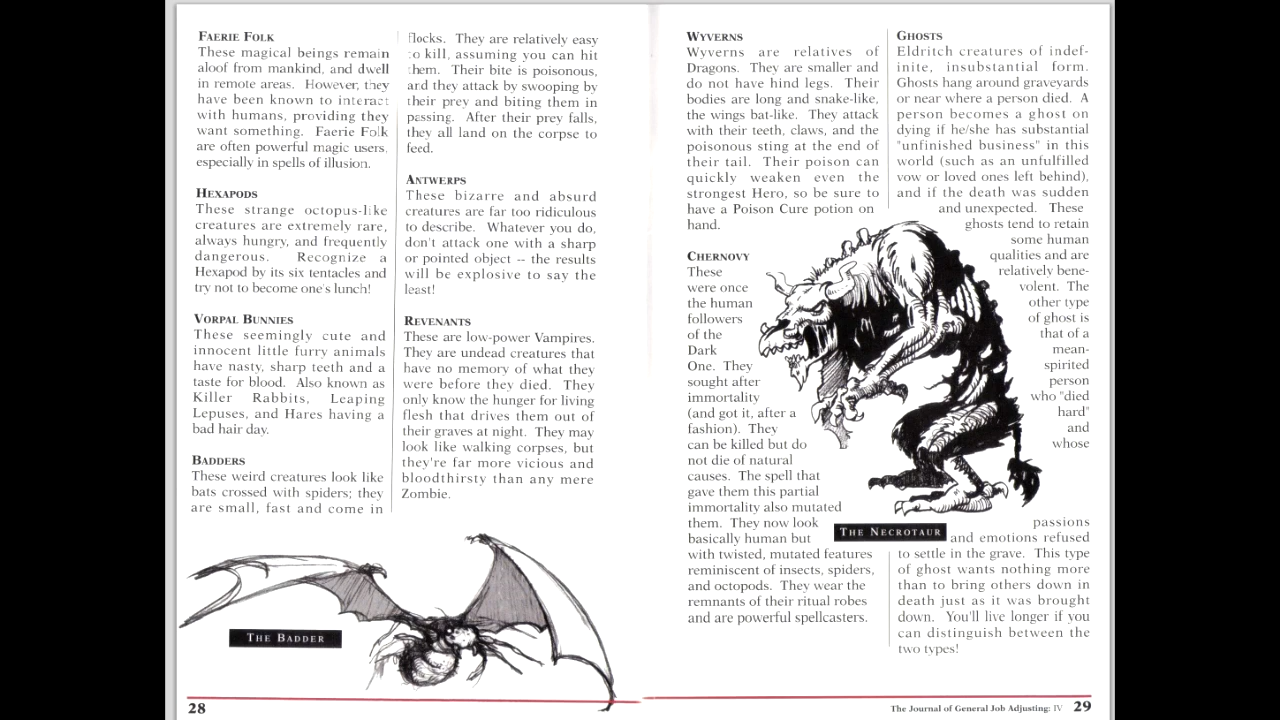 FAERIE FOLK
These magical beings remain
aloof from mankind, and dwell
in remote areas. However, they
have been known to interact
with humans, providing they
want something. Faerie Folk
are often powerful magic users,
especially in spells of illusion.
HEXAPODS
These strange octopus-like
creatures are extremely rare,
always hungry, and frequently
dangerous. Recognize a
Hexapod by its six tentacles and
try not to become one's lunch!
VORPAL BUNNIES
These seemingly cute and
innocent little furry animals
have nasty, sharp teeth and a
taste for blood. Also known as
Killer Rabbits, Leaping
Lepuses, and Hares having a
bad hair day.
BADDERS
These weird creatures look like
bats crossed with spiders; they
are small, fast and come in
flocks. They are relatively easy
to kill, assuming you can hit
them. Their bite is poisonous,
and they attack by swooping by
their prey and biting them in
passing. After their prey falls,
they all land on the corpse to
feed.
ANTWERPS
These bizarre and absurd
creatures are far too ridiculous
to describe. Whatever you do,
don't attack one with a sharp
or pointed object -- the results
will be explosive to say the
least!
REVENANTS
These are low-power Vampires.
They are undead creatures that
have no memory of what they
were before they died. They
only know the hunger for living
flesh that drives them out of
their graves at night. They may
look like walking corpses, but
they're far more vicious and
bloodthirsty than any mere
Zombie.
THE BADDER
28
WYVERNS
Wyverns are relatives of
Dragons. They are smaller and
do not have hind legs. Their
bodies are long and snake-like,
the wings bat-like. They attack
with their teeth, claws, and the
poisonous sting at the end of
their tail. Their poison can
quickly weaken even the
strongest Hero, so be sure to
have a Poison Cure potion on
hand.
CHERNOVY
These
were once
the human
followers
of the
Dark
One. They
sought after
immortality
(and got it, after a
fashion). They
can be killed but do
not die of natural
causes. The spell that
gave them this partial
immortality also mutated
them. They now look
basically human but
with twisted, mutated features
reminiscent of insects, spiders,
and octopods. They wear the
remnants of their ritual robes
and are powerful spellcasters.
GHOSTS
Eldritch creatures of indef-
inite, insubstantial form.
Ghosts hang around graveyards
or near where a person died. A
person becomes a ghost on
dying if he/she has substantial
"unfinished business" in this
world (such as an unfulfilled
vow or loved ones left behind),
and if the death was sudden
and unexpected. These
ghosts tend to retain
some human
qualities and are
relatively bene-
volent. The
other type
of ghost is
that of a
mean-
spirited
person
who "died
hard"
and
whose
passions
and emotions refused
to settle in the grave. This type
of ghost wants nothing more
than to bring others down in
death just as it was brought
down. You'll live longer if you
can distinguish between the
two types!
THE NECROTAUR
The Journal of General Job Adjusting: IV 29